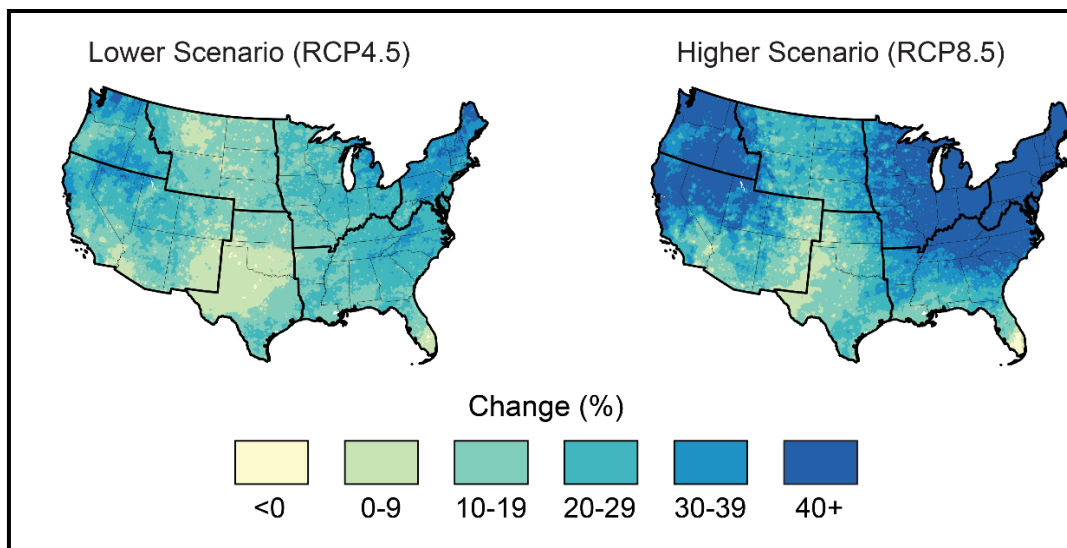 Lower Scenario (RCP4.5)
Higher Scenario (RCP8.5)
Change (%)
<0
0-9
10-19
20-29
30-39
40+